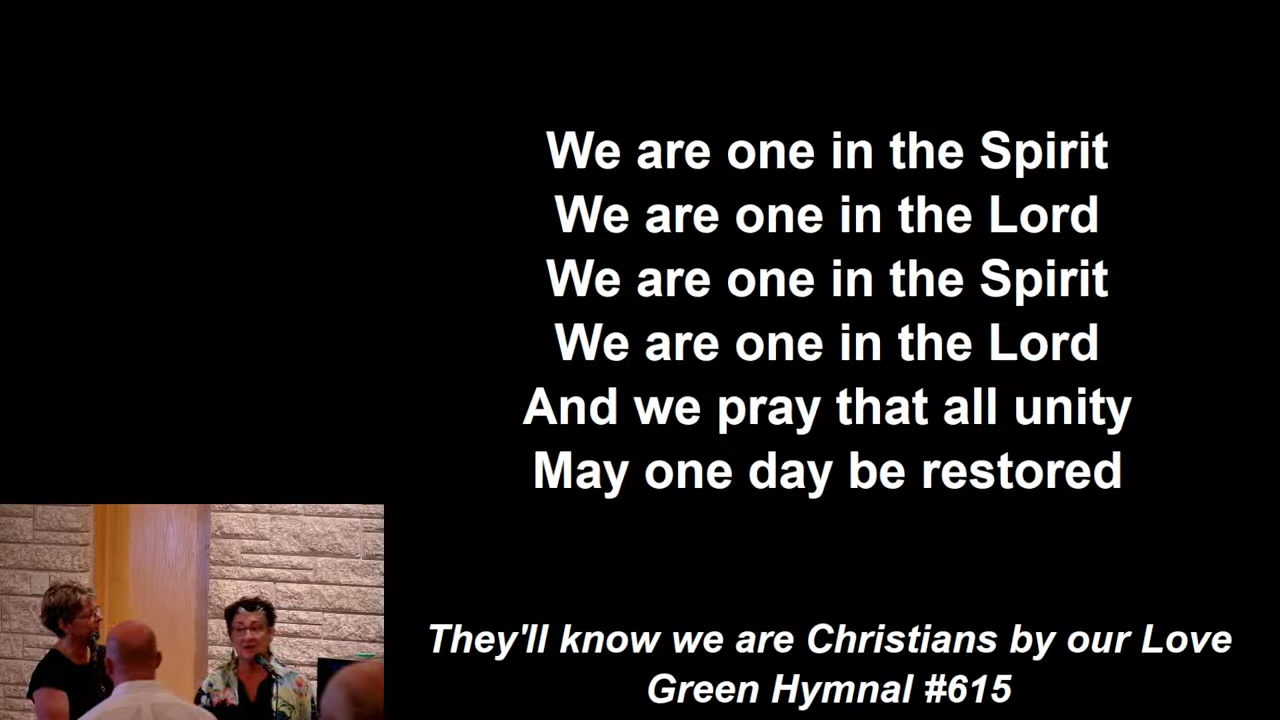 We are one in the Spirit
We are one in the Lord
We are one in the Spirit
We are one in the Lord
And we pray that all unity
May one day be restored
They'll know we are Christians by our Love
Green Hymnal #615